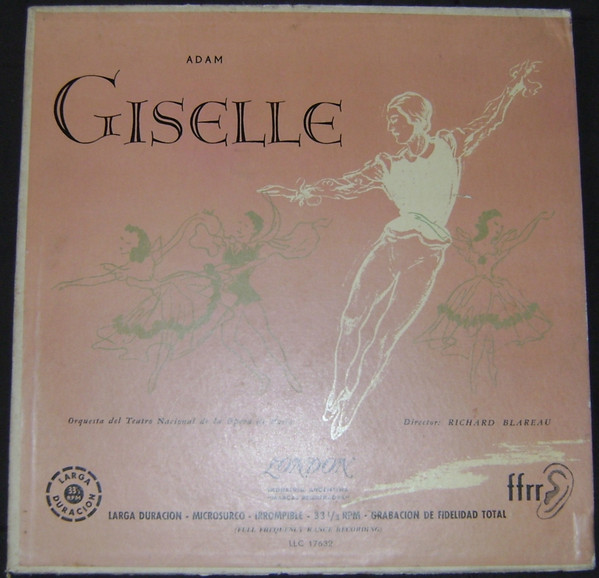 ADAM
GISELLE
Orquesta del Teatro Nacional de la Opera de Paris
Director: RICHARD BLAREAU
LONDON
LARGA DURACION
33⅓ RPM
ffrr
LARGA DURACION - MICROSURCO - IRROMPIBLE - 33 1/3 RPM - GRABACION DE FIDELIDAD TOTAL
(FULL FREQUENCY RANGE RECORDING)
LLC 17632